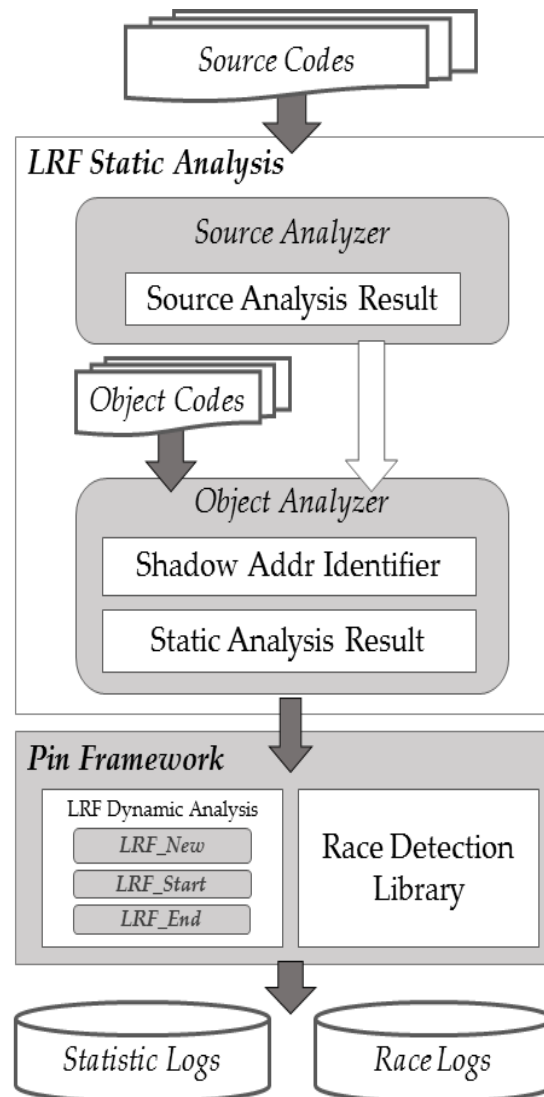 Source Codes
LRF Static Analysis
Source Analyzer
Source Analysis Result
Object Codes
Object Analyzer
Shadow Addr Identifier
Static Analysis Result
Pin Framework
LRF Dynamic Analysis
LRF_New
LRF_Start
LRF_End
Race Detection
Library
Statistic Logs
Race Logs